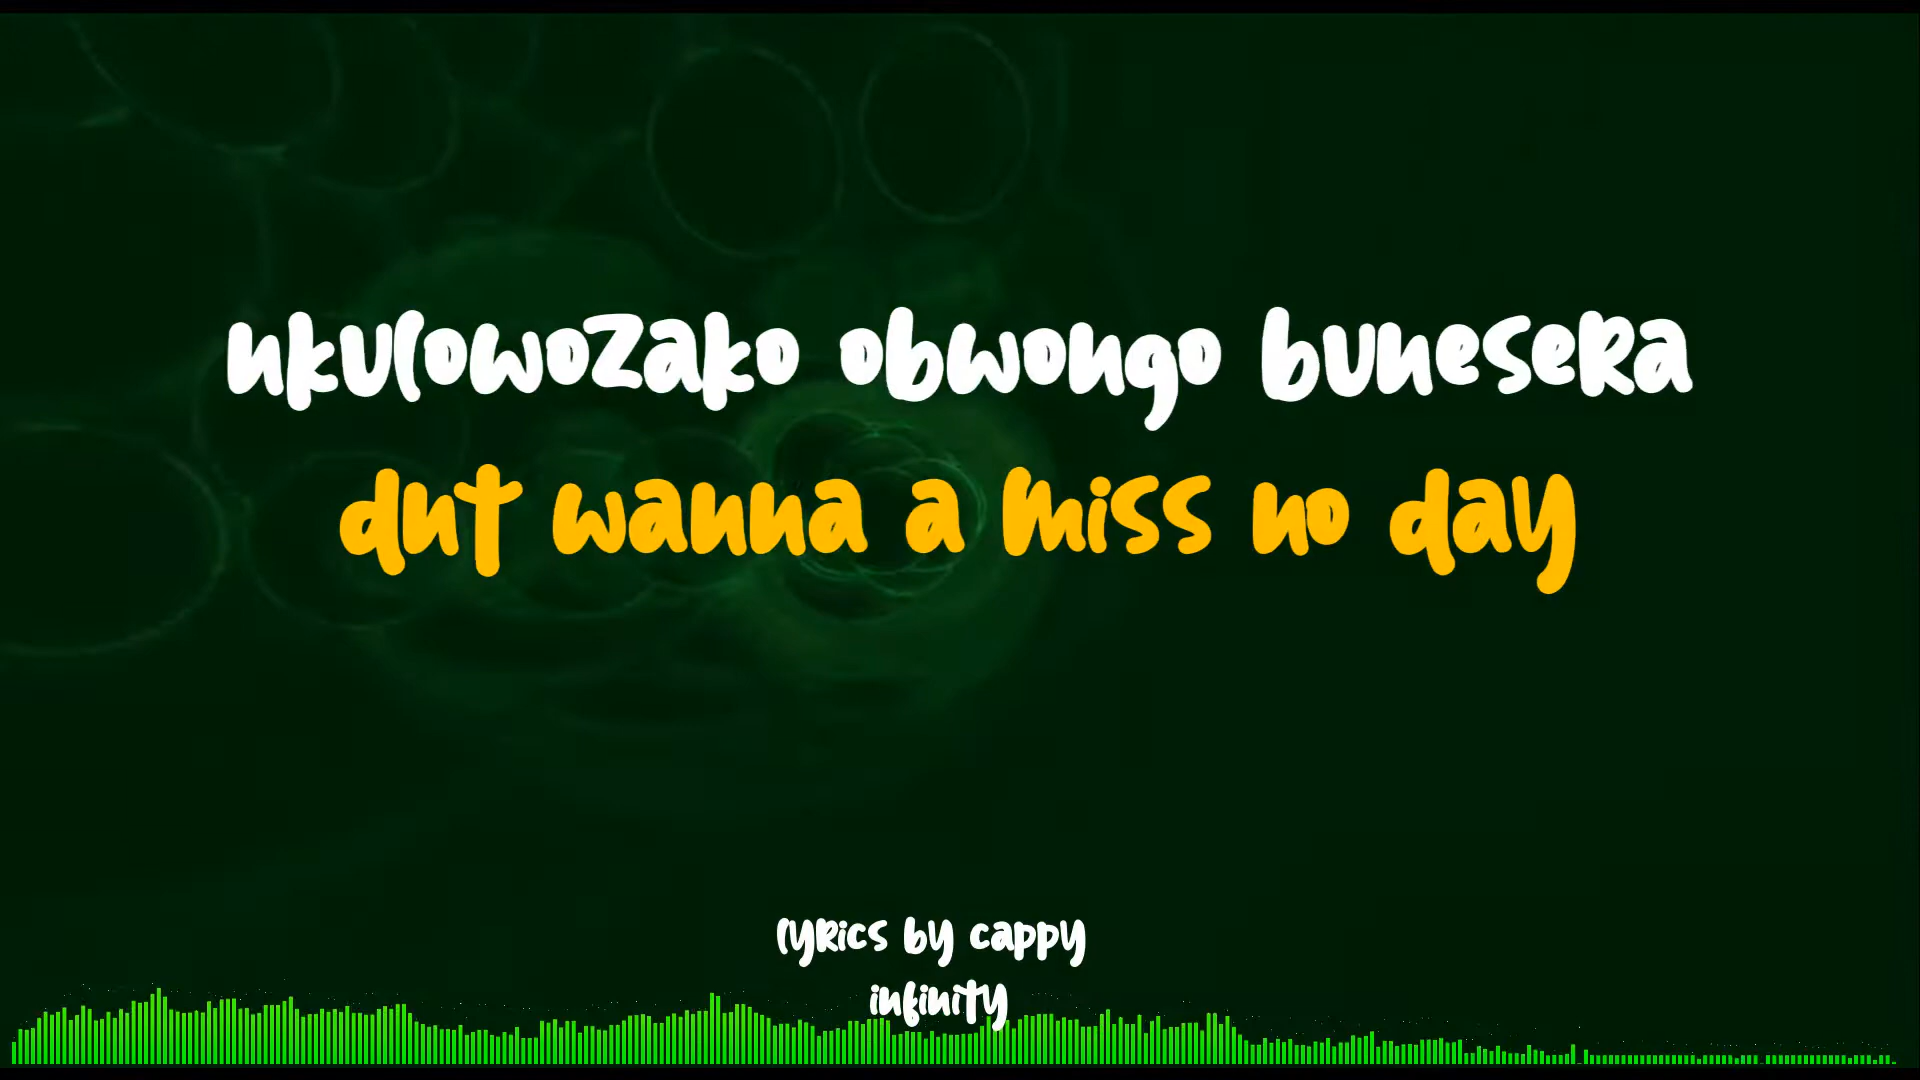 nkulowozako obwongo bunesera
dnt wanna a miss no day
lyrics by cappy
infinity